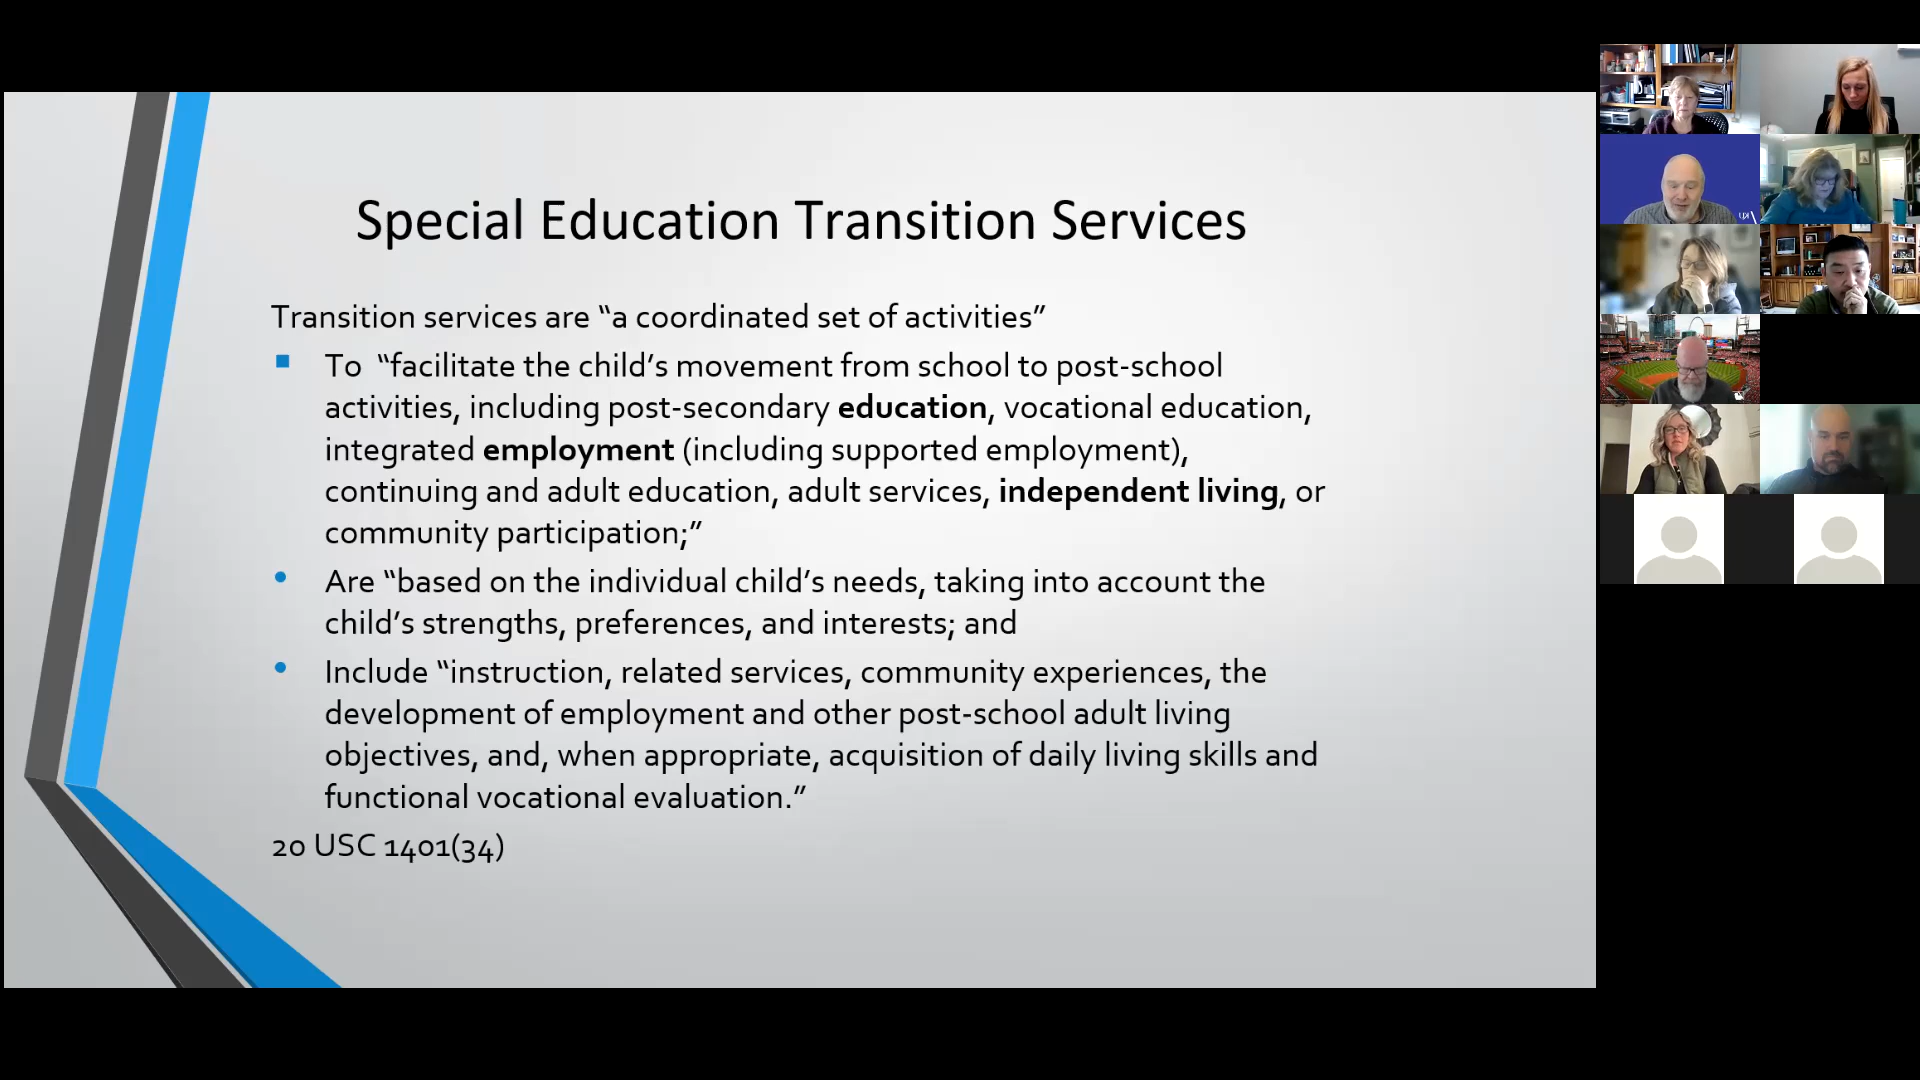 Special Education Transition Services
Transition services are “a coordinated set of activities”
To “facilitate the child’s movement from school to post-school
activities, including post-secondary education, vocational education,
integrated employment (including supported employment),
continuing and adult education, adult services, independent living, or
community participation;”
Are “based on the individual child’s needs, taking into account the
child’s strengths, preferences, and interests; and
Include “instruction, related services, community experiences, the
development of employment and other post-school adult living
objectives, and, when appropriate, acquisition of daily living skills and
functional vocational evaluation.”
20 USC 1401(34)